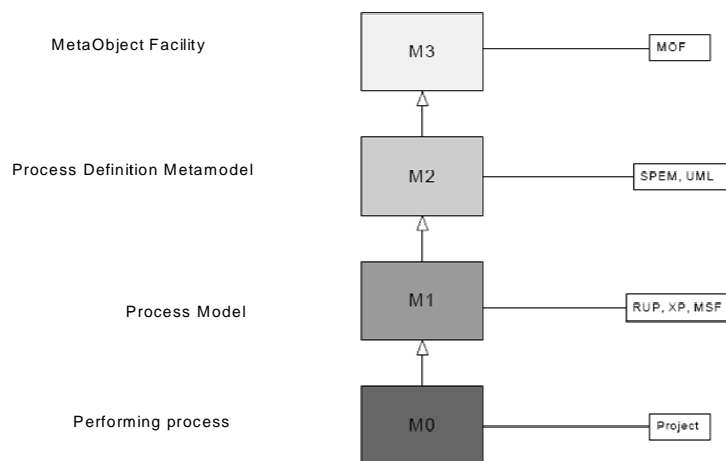 MetaObject Facility
M3
MOF
Process Definition Metamodel
M2
SPEM, UML
Process Model
M1
RUP, XP, MSF
Performing process
M0
Project